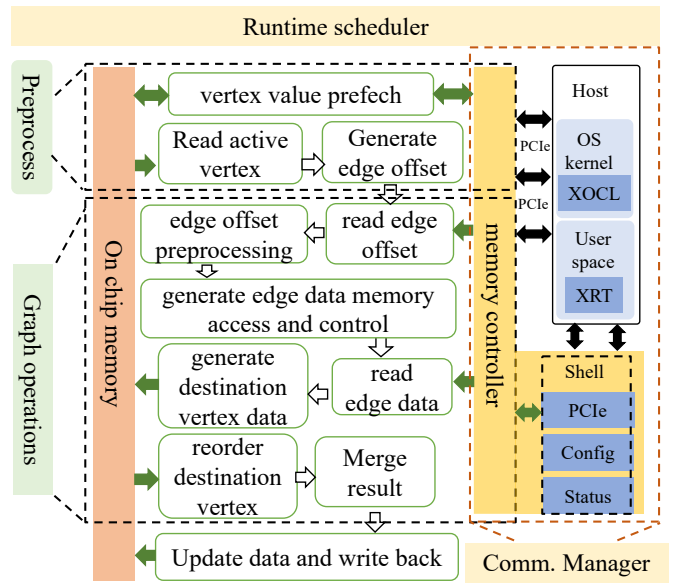 Runtime scheduler
Preprocess
Graph operations
On chip memory
vertex value prefech
Read active
vertex
Generate
edge offset
edge offset
preprocessing
read edge
offset
generate edge data memory
access and control
generate
destination
vertex data
read
edge data
reorder
destination
vertex
Merge
result
Update data and write back
memory controller
PCIe
PCIe
Host
OS
kernel
XOCL
User
space
XRT
Shell
PCIe
Config
Status
Comm. Manager